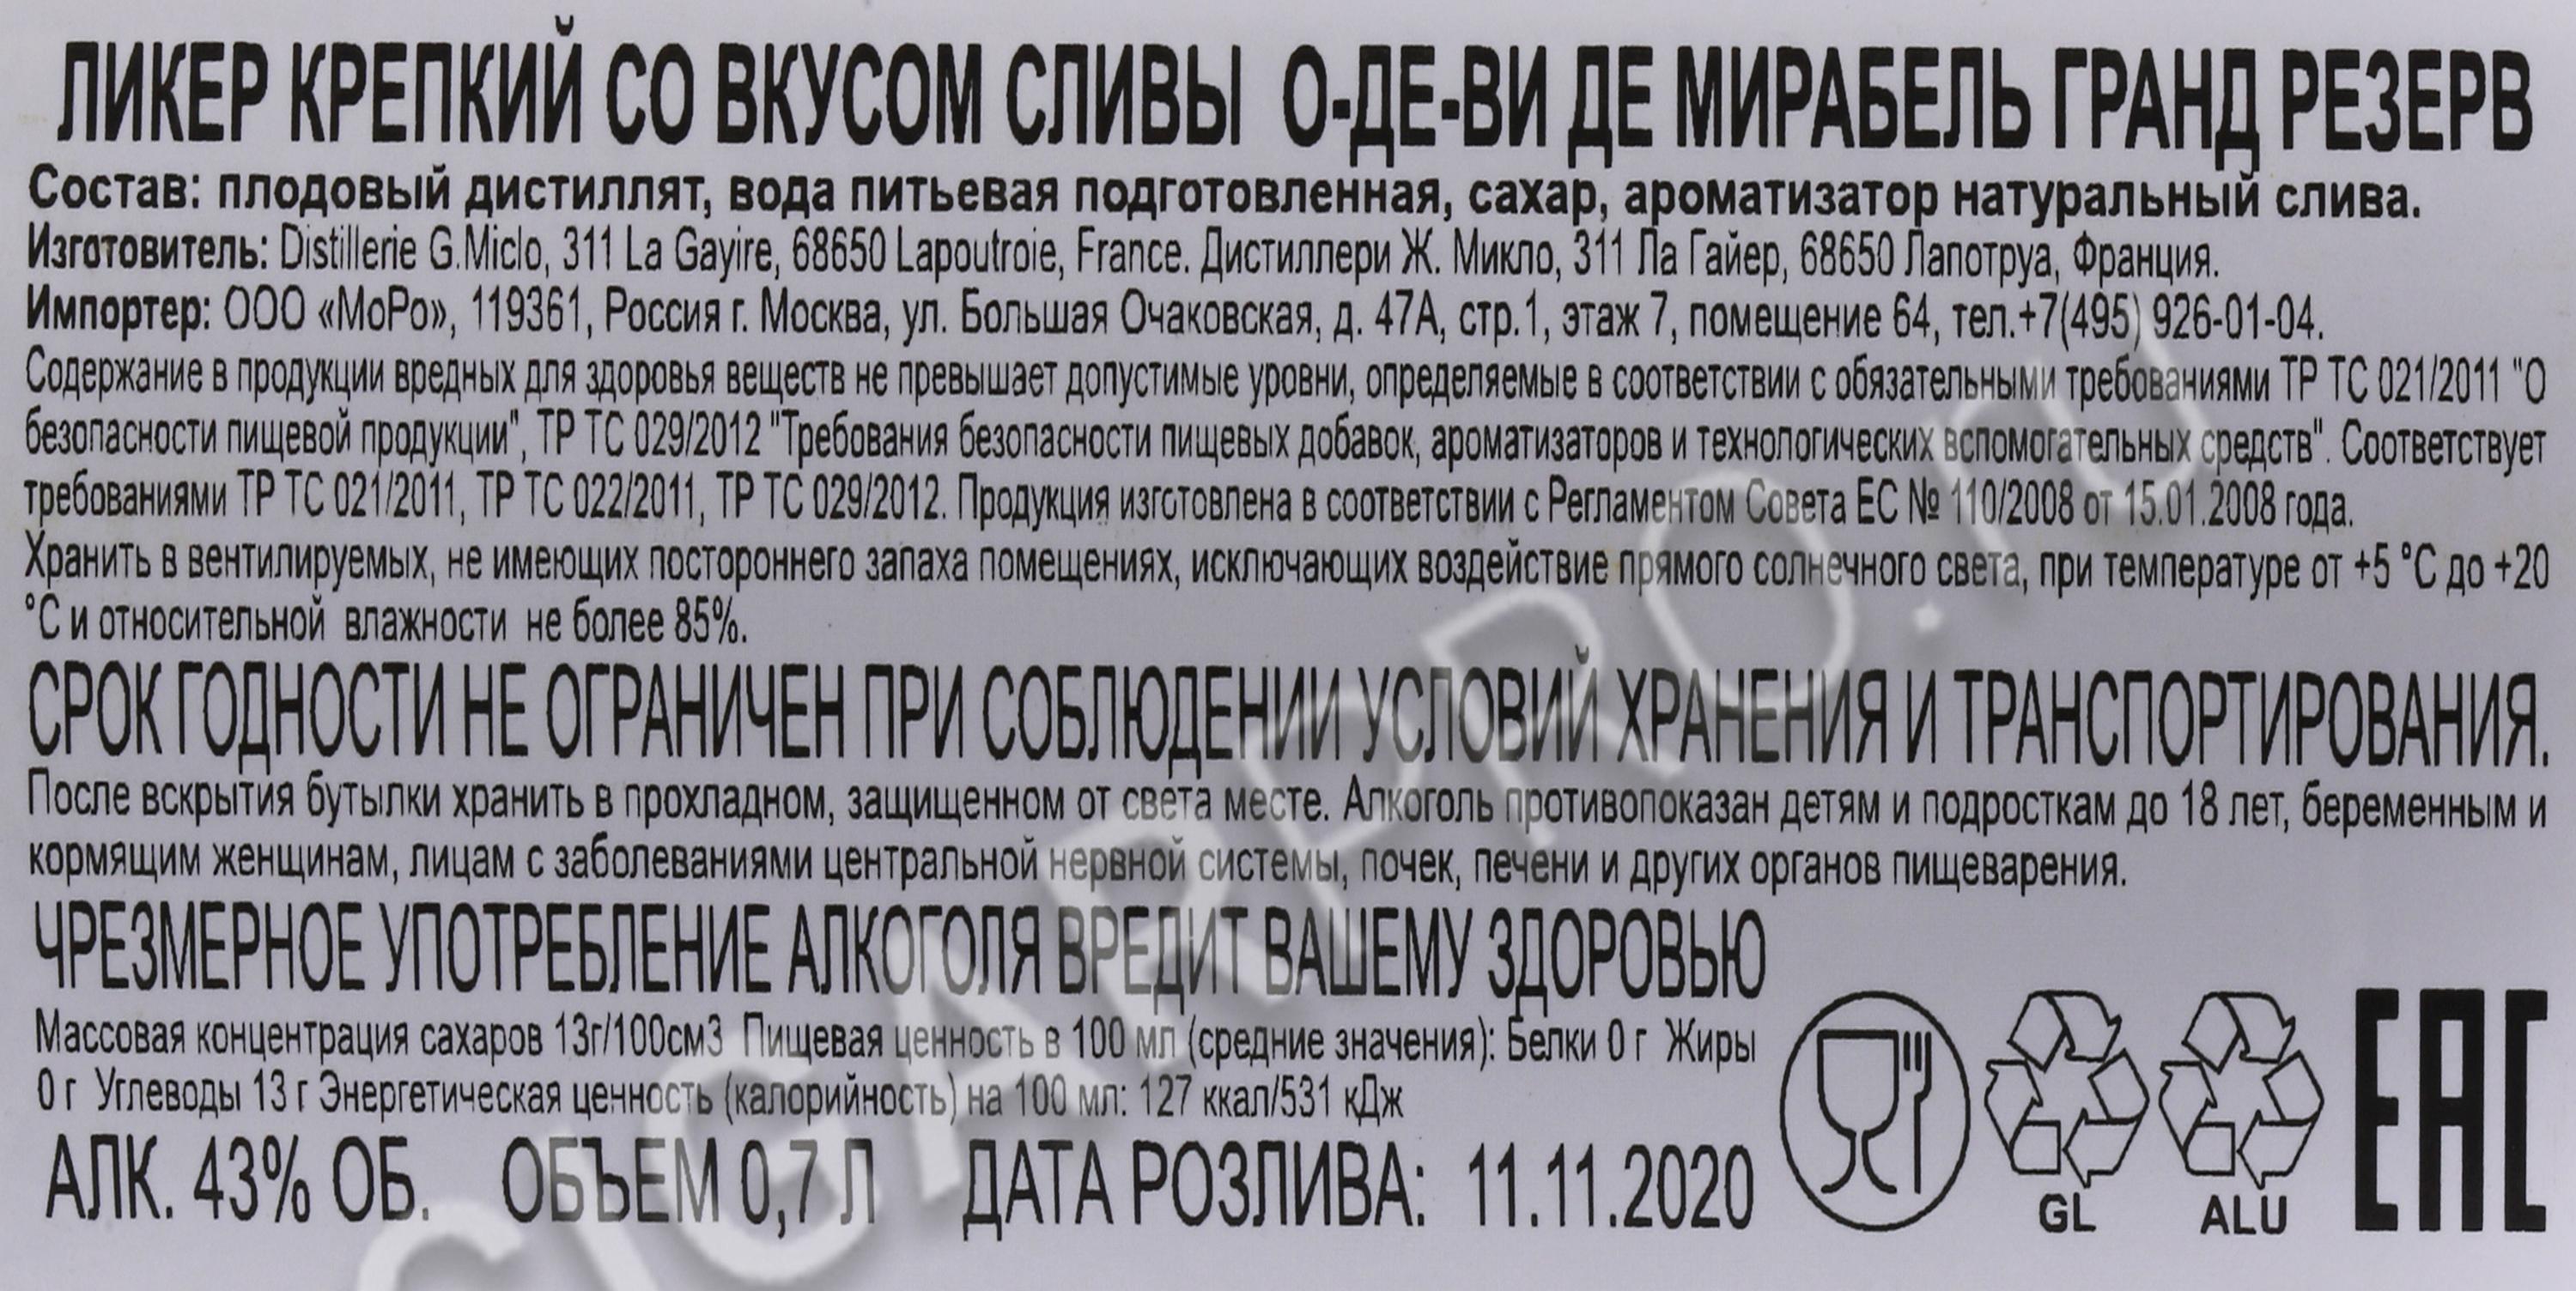 ЛИКЕР КРЕПКИЙ СО ВКУСОМ СЛИВЫ О-ДЕ-ВИ ДЕ МИРАБЕЛЬ ГРАНД РЕЗЕРВ
Состав: плодовый дистиллят, вода питьевая подготовленная, сахар, ароматизатор натуральный слива.
Изготовитель: Distillerie G.Miclo, 311 La Gayire, 68650 Lapoutroie, France. Дистиллери Ж. Микло, 311 Ла Гайер, 68650 Лапотруа, Франция.
Импортер: ООО «МоРо», 119361, Россия г. Москва, ул. Большая Очаковская, д. 47А, стр.1, этаж 7, помещение 64, тел.+7(495) 926-01-04.
Содержание в продукции вредных для здоровья веществ не превышает допустимые уровни, определяемые в соответствии с обязательными требованиями ТР ТС 021/2011 "О
безопасности пищевой продукции", ТР ТС 029/2012 "Требования безопасности пищевых добавок, ароматизаторов и технологических вспомогательных средств". Соответствует
требованиями ТР ТС 021/2011, ТР ТС 022/2011, ТР ТС 029/2012. Продукция изготовлена в соответствии с Регламентом Совета ЕС № 110/2008 от 15.01.2008 года.
Хранить в вентилируемых, не имеющих постороннего запаха помещениях, исключающих воздействие прямого солнечного света, при температуре от +5 °С до +20
°С и относительной влажности не более 85%.
СРОК ГОДНОСТИ НЕ ОГРАНИЧЕН ПРИ СОБЛЮДЕНИИ УСЛОВИЙ ХРАНЕНИЯ И ТРАНСПОРТИРОВАНИЯ.
После вскрытия бутылки хранить в прохладном, защищенном от света месте. Алкоголь противопоказан детям и подросткам до 18 лет, беременным и
кормящим женщинам, лицам с заболеваниями центральной нервной системы, почек, печени и других органов пищеварения.
ЧРЕЗМЕРНОЕ УПОТРЕБЛЕНИЕ АЛКОГОЛЯ ВРЕДИТ ВАШЕМУ ЗДОРОВЬЮ
Массовая концентрация сахаров 13г/100см3 Пищевая ценность в 100 мл (средние значения): Белки 0 г Жиры
0 г Углеводы 13 г Энергетическая ценность (калорийность) на 100 мл: 127 ккал/531 кДж
АЛК. 43% ОБ. ОБЪЕМ 0,7 Л ДАТА РОЗЛИВА: 11.11.2020
GL ALU EAC
CIGARPRO.ru